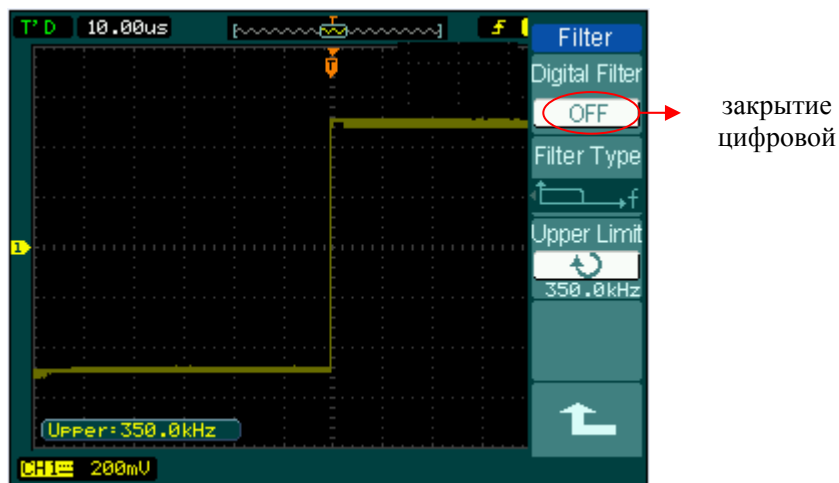 T’D 10.00us
T
T
Filter
Digital Filter
OFF
закрытие
цифровой
Filter Type
f
1
Upper Limit
350.0kHz
Upper:350.0kHz
CH1 200mV